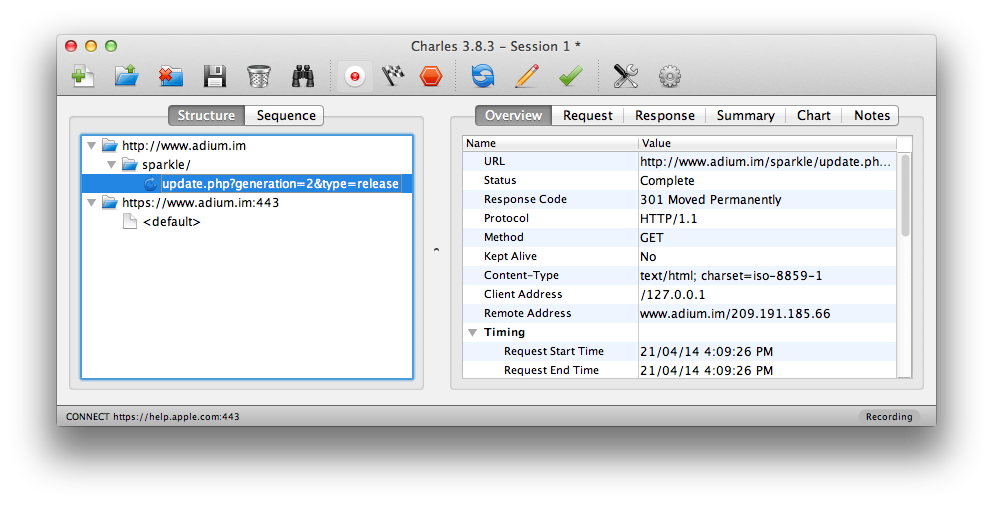 Charles 3.8.3 - Session 1 *
Structure Sequence
http://www.adium.im
sparkle/
update.php?generation=2&type=release
https://www.adium.im:443
<default>
Overview Request Response Summary Chart Notes
Name Value
URL http://www.adium.im/sparkle/update.ph...
Status Complete
Response Code 301 Moved Permanently
Protocol HTTP/1.1
Method GET
Kept Alive No
Content-Type text/html; charset=iso-8859-1
Client Address /127.0.0.1
Remote Address www.adium.im/209.191.185.66
Timing
Request Start Time 21/04/14 4:09:26 PM
Request End Time 21/04/14 4:09:26 PM
CONNECT https://help.apple.com:443 Recording